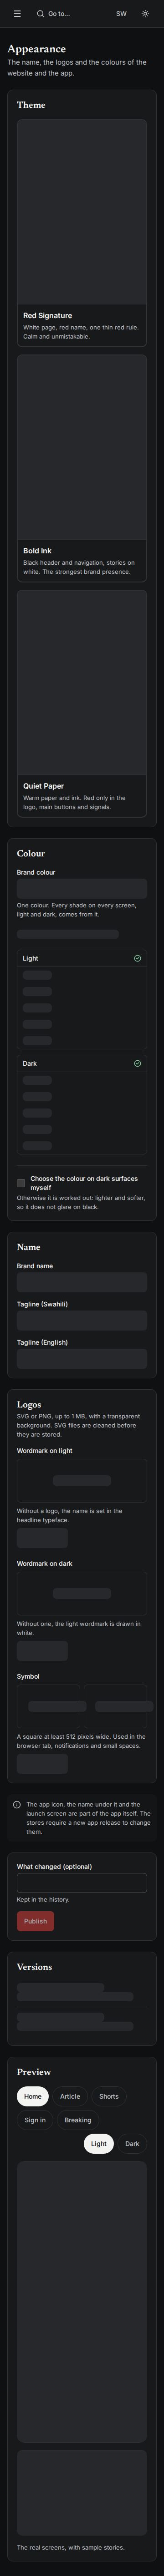 Go to...
SW
Appearance
The name, the logos and the colours of the
website and the app.
Theme
Red Signature
White page, red name, one thin red rule.
Calm and unmistakable.
Bold Ink
Black header and navigation, stories on
white. The strongest brand presence.
Quiet Paper
Warm paper and ink. Red only in the
logo, main buttons and signals.
Colour
Brand colour
One colour. Every shade on every screen,
light and dark, comes from it.
Light
Dark
Choose the colour on dark surfaces
myself
Otherwise it is worked out: lighter and softer,
so it does not glare on black.
Name
Brand name
Tagline (Swahili)
Tagline (English)
Logos
SVG or PNG, up to 1 MB, with a transparent
background. SVG files are cleaned before
they are stored.
Wordmark on light
Without a logo, the name is set in the
headline typeface.
Wordmark on dark
Without one, the light wordmark is drawn in
white.
Symbol
A square at least 512 pixels wide. Used in the
browser tab, notifications and small spaces.
The app icon, the name under it and the
launch screen are part of the app itself. The
stores require a new app release to change
them.
What changed (optional)
Kept in the history.
Publish
Versions
Preview
Home Article Shorts
Sign in Breaking
Light Dark
The real screens, with sample stories.